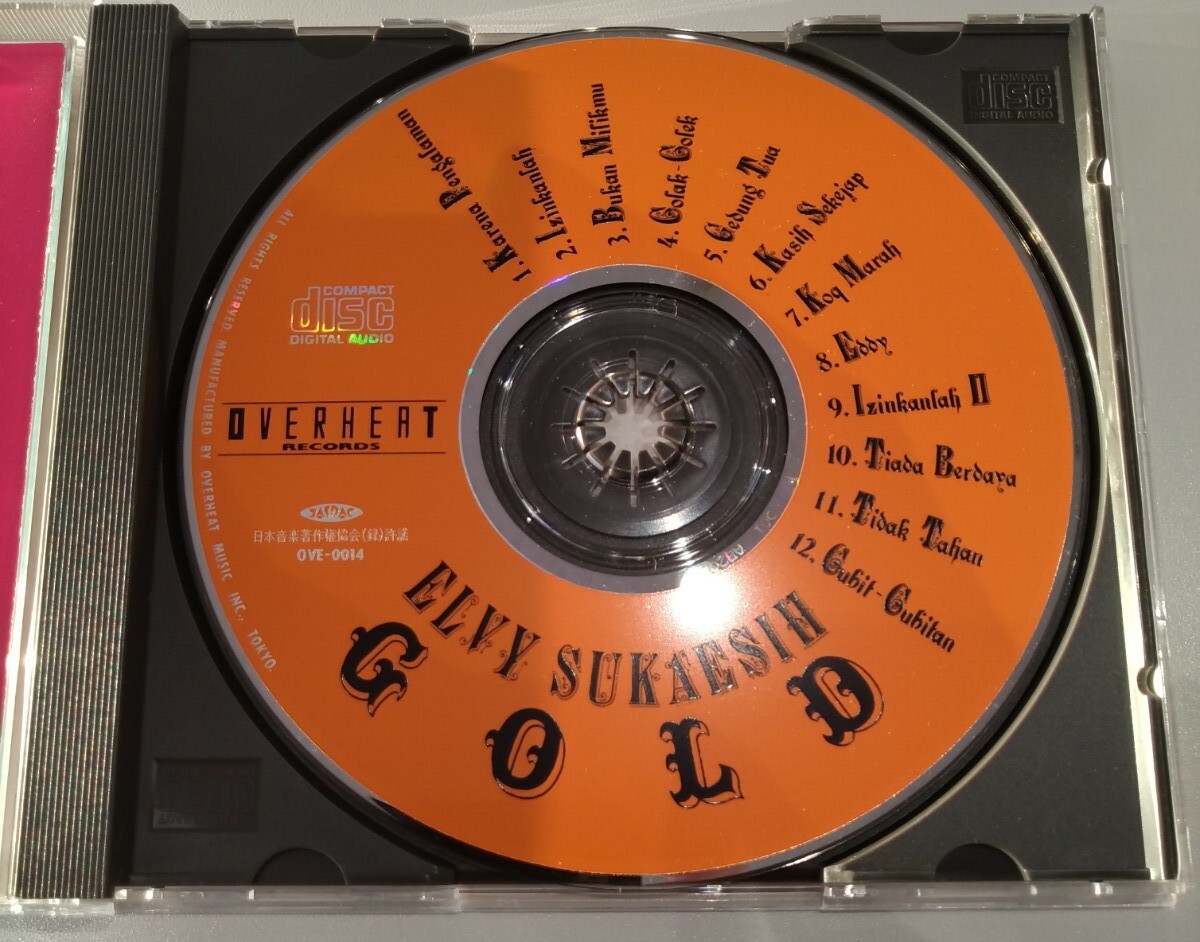 1. Karena Pengalaman
2. Izinkanlah
3. Bukan Milikmu
4. Golak-Golek
5. Gedung Tua
6. Kasih Sekejap
7. Koq Marah
8. Eddy
9. Izinkanlah II
10. Tiada Berdaya
11. Tidak Tahan
12. Cubit-Cubitan
COMPACT
disc
DIGITAL AUDIO
OVERHEAT
RECORDS
JASRAC
日本音楽著作権協会(録)許諾
OVE-0014
ELVY SUKAESIH
GOLD
ALL RIGHTS RESERVED. MANUFACTURED BY OVERHEAT MUSIC INC., TOKYO.
COMPACT
disc
DIGITAL AUDIO